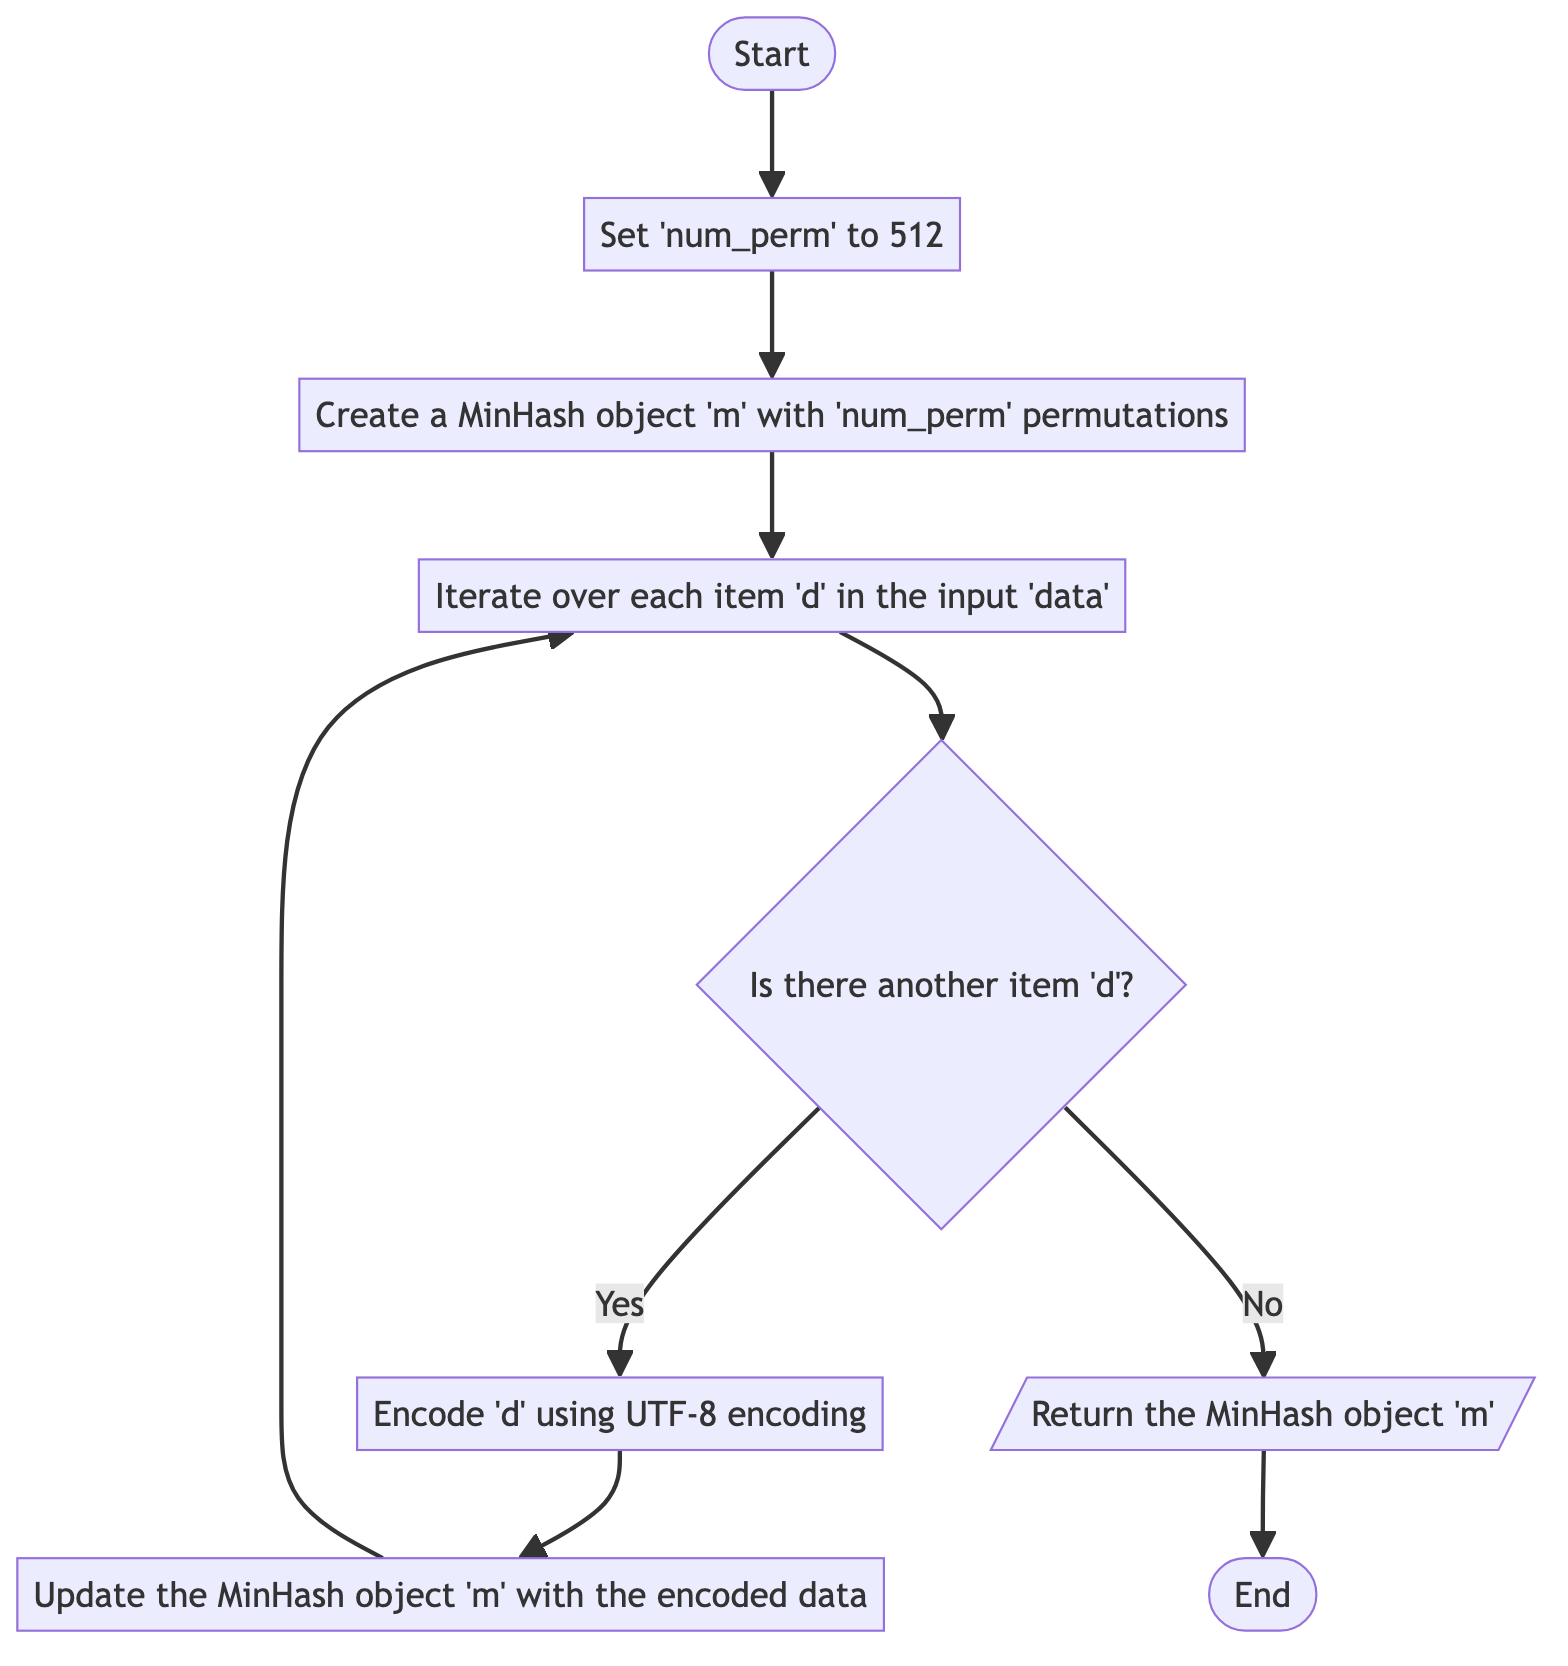 Start
Set 'num_perm' to 512
Create a MinHash object 'm' with 'num_perm' permutations
Iterate over each item 'd' in the input 'data'
Is there another item 'd'?
Yes
No
Encode 'd' using UTF-8 encoding
Return the MinHash object 'm'
Update the MinHash object 'm' with the encoded data
End